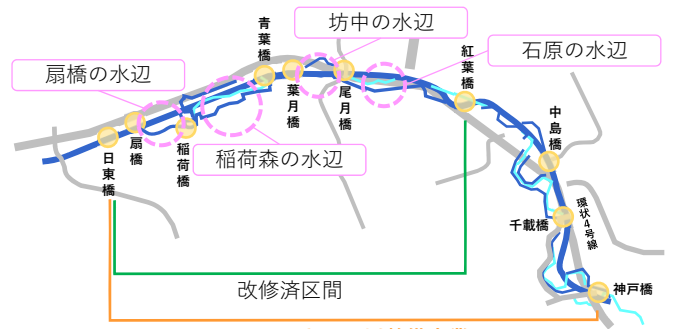 坊中の水辺
青葉橋
紅葉橋
石原の水辺
扇橋の水辺
葉月橋
尾月橋
中島橋
日東橋
扇橋
稲荷橋
稲荷森の水辺
千載橋
環状4号線
改修済区間
神戸橋